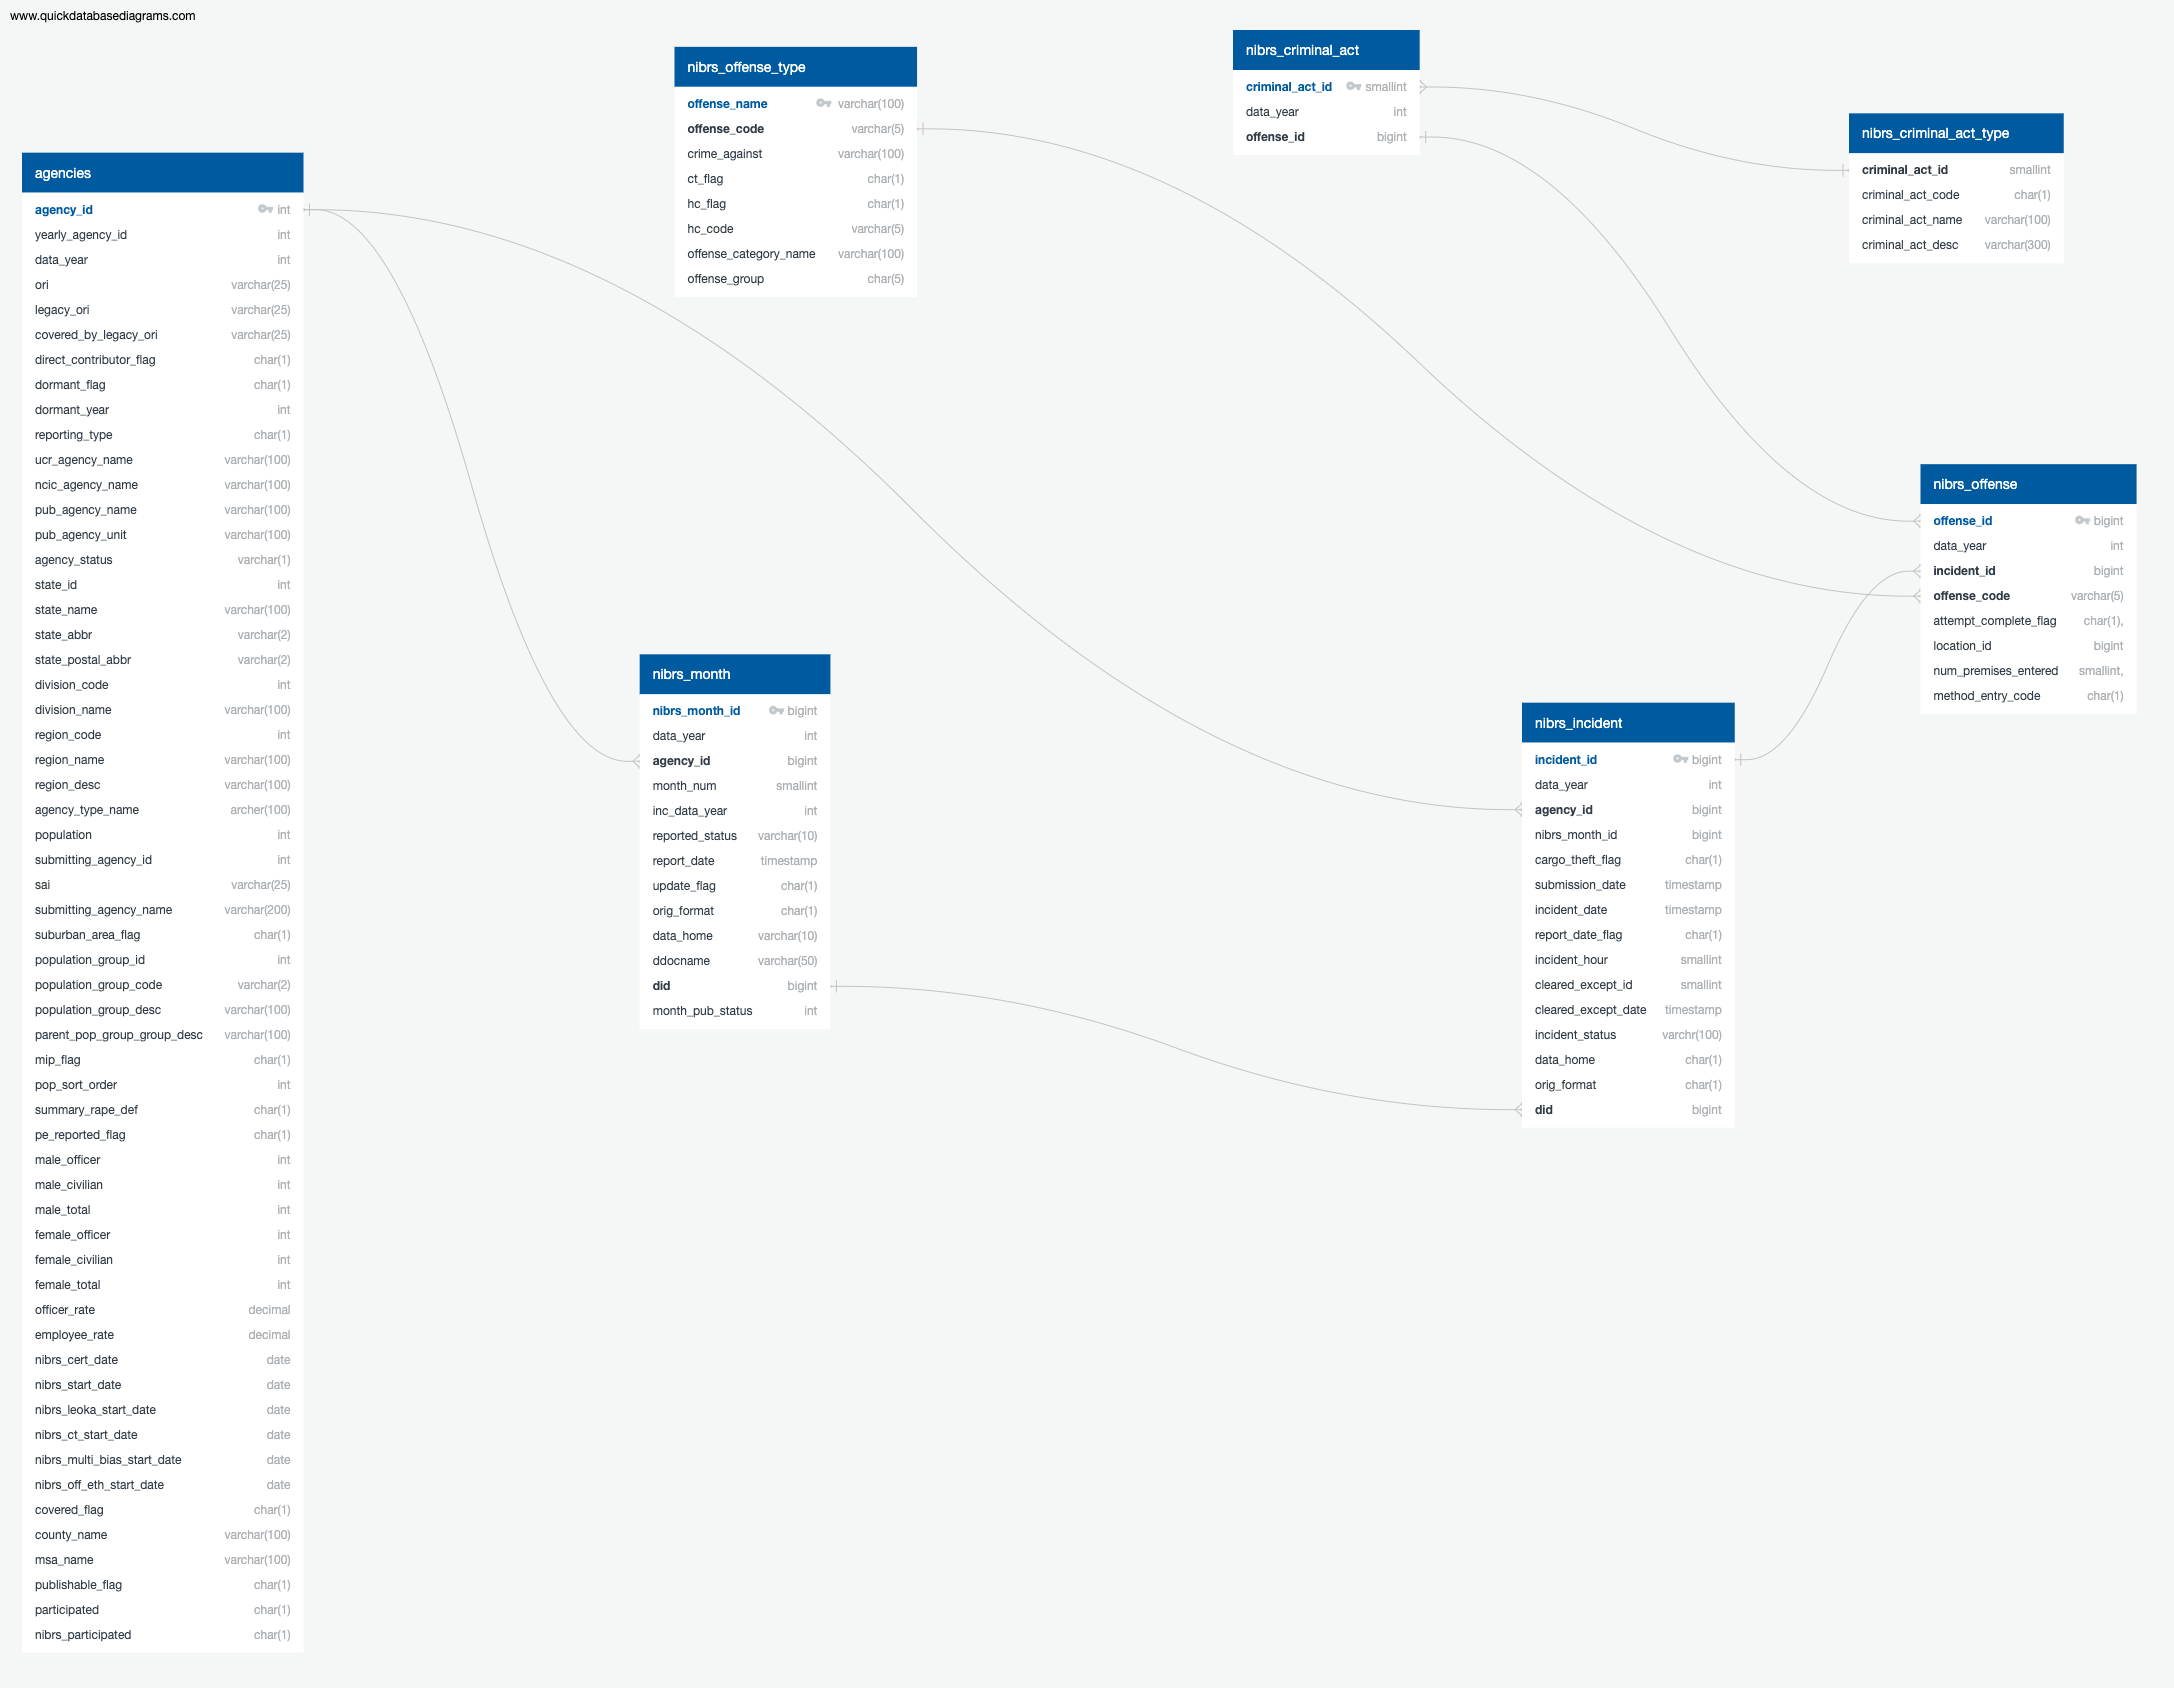 www.quickdatabasediagrams.com
agencies
agency_id int
yearly_agency_id int
data_year int
ori varchar(25)
legacy_ori varchar(25)
covered_by_legacy_ori varchar(25)
direct_contributor_flag char(1)
dormant_flag char(1)
dormant_year int
reporting_type char(1)
ucr_agency_name varchar(100)
ncic_agency_name varchar(100)
pub_agency_name varchar(100)
pub_agency_unit varchar(100)
agency_status varchar(1)
state_id int
state_name varchar(100)
state_abbr varchar(2)
state_postal_abbr varchar(2)
division_code int
division_name varchar(100)
region_code int
region_name varchar(100)
region_desc varchar(100)
agency_type_name archer(100)
population int
submitting_agency_id int
sai varchar(25)
submitting_agency_name varchar(200)
suburban_area_flag char(1)
population_group_id int
population_group_code varchar(2)
population_group_desc varchar(100)
parent_pop_group_group_desc varchar(100)
mip_flag char(1)
pop_sort_order int
summary_rape_def char(1)
pe_reported_flag char(1)
male_officer int
male_civilian int
male_total int
female_officer int
female_civilian int
female_total int
officer_rate decimal
employee_rate decimal
nibrs_cert_date date
nibrs_start_date date
nibrs_leoka_start_date date
nibrs_ct_start_date date
nibrs_multi_bias_start_date date
nibrs_off_eth_start_date date
covered_flag char(1)
county_name varchar(100)
msa_name varchar(100)
publishable_flag char(1)
participated char(1)
nibrs_participated char(1)
nibrs_offense_type
offense_name varchar(100)
offense_code varchar(5)
crime_against varchar(100)
ct_flag char(1)
hc_flag char(1)
hc_code varchar(5)
offense_category_name varchar(100)
offense_group char(5)
nibrs_month
nibrs_month_id bigint
data_year int
agency_id bigint
month_num smallint
inc_data_year int
reported_status varchar(10)
report_date timestamp
update_flag char(1)
orig_format char(1)
data_home varchar(10)
ddocname varchar(50)
did bigint
month_pub_status int
nibrs_criminal_act
criminal_act_id smallint
data_year int
offense_id bigint
nibrs_criminal_act_type
criminal_act_id smallint
criminal_act_code char(1)
criminal_act_name varchar(100)
criminal_act_desc varchar(300)
nibrs_offense
offense_id bigint
data_year int
incident_id bigint
offense_code varchar(5)
attempt_complete_flag char(1),
location_id bigint
num_premises_entered smallint,
method_entry_code char(1)
nibrs_incident
incident_id bigint
data_year int
agency_id bigint
nibrs_month_id bigint
cargo_theft_flag char(1)
submission_date timestamp
incident_date timestamp
report_date_flag char(1)
incident_hour smallint
cleared_except_id smallint
cleared_except_date timestamp
incident_status varchr(100)
data_home char(1)
orig_format char(1)
did bigint